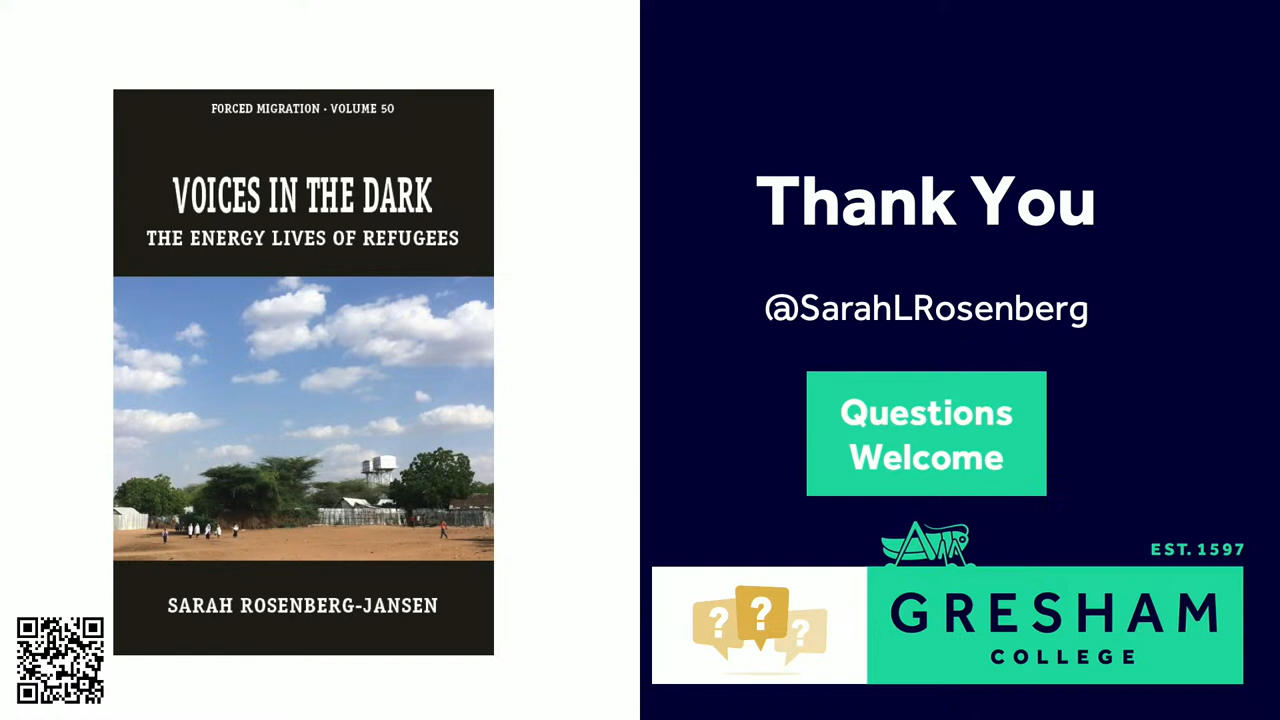 FORCED MIGRATION · VOLUME 50
VOICES IN THE DARK
THE ENERGY LIVES OF REFUGEES
SARAH ROSENBERG-JANSEN
Thank You
@SarahLRosenberg
Questions
Welcome
EST. 1597
? ? ?
GRESHAM
COLLEGE